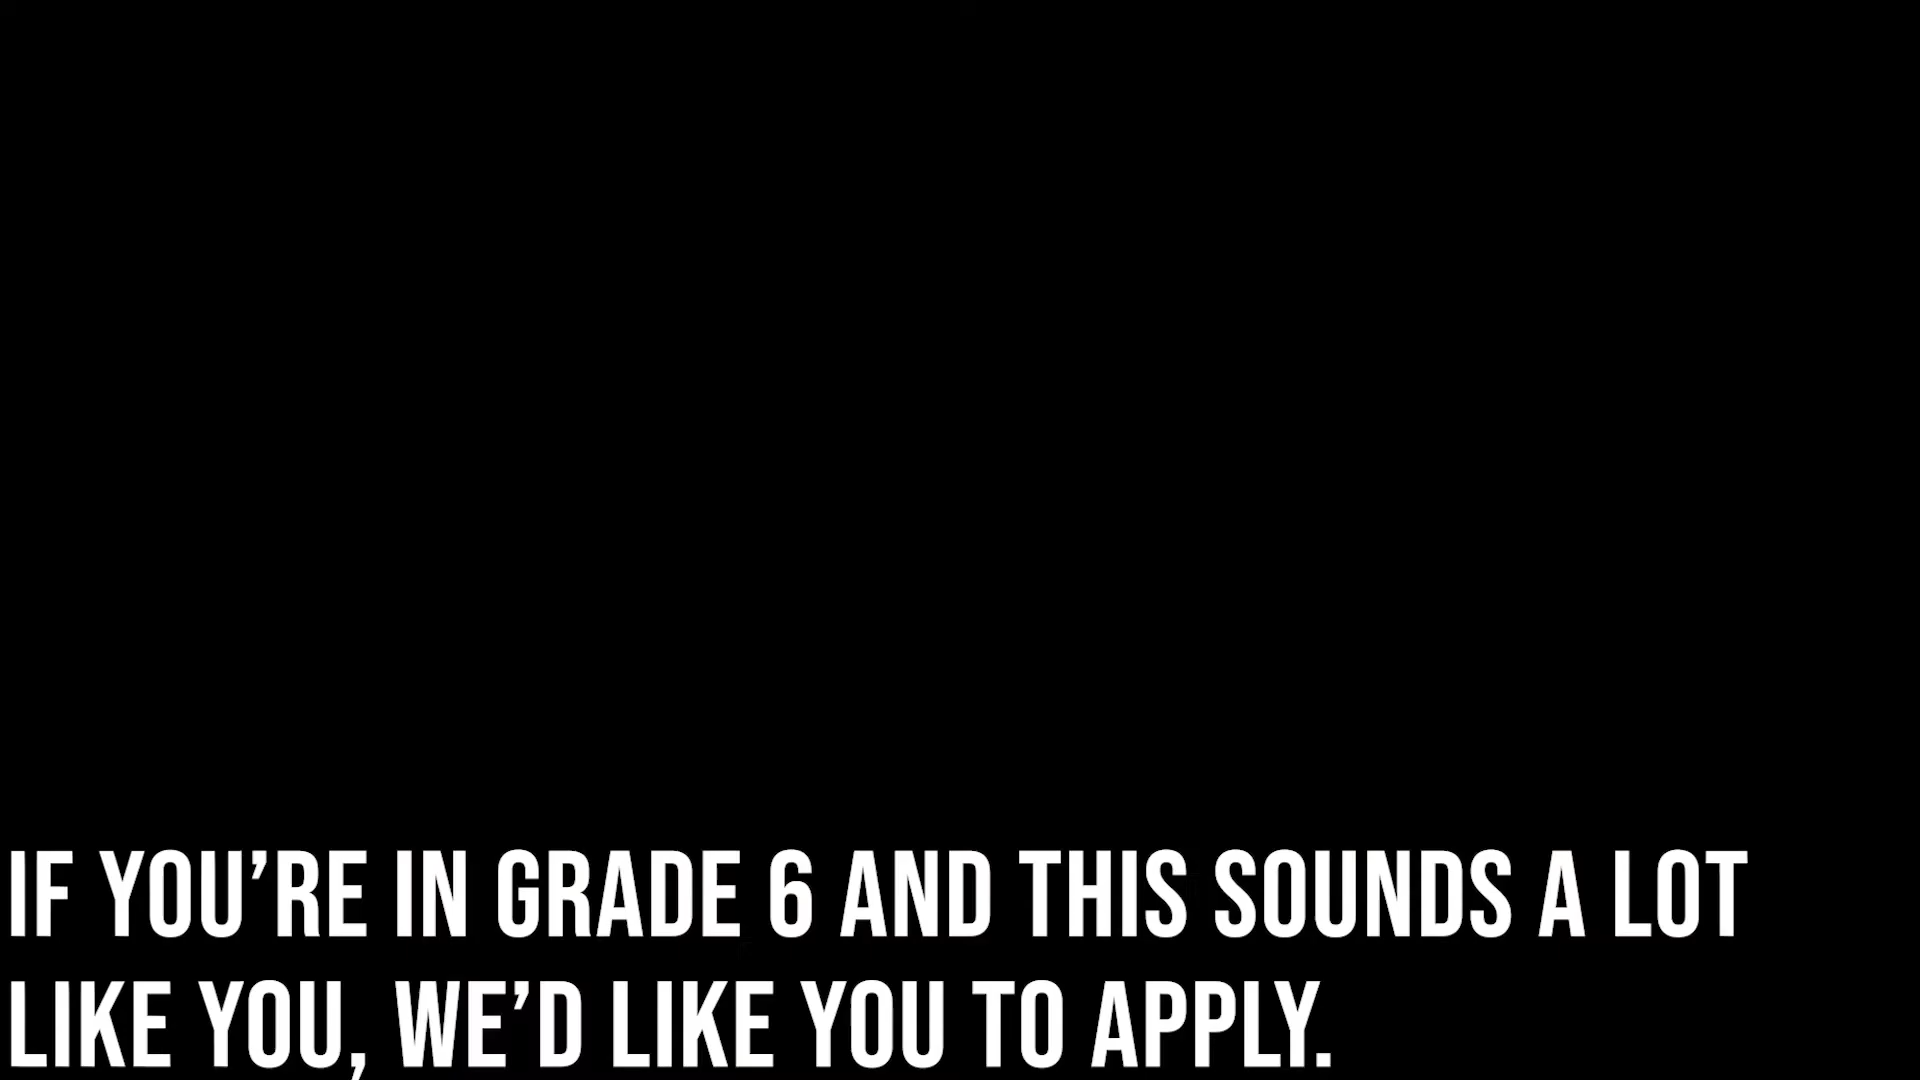 IF YOU’RE IN GRADE 6 AND THIS SOUNDS A LOT
LIKE YOU, WE’D LIKE YOU TO APPLY.